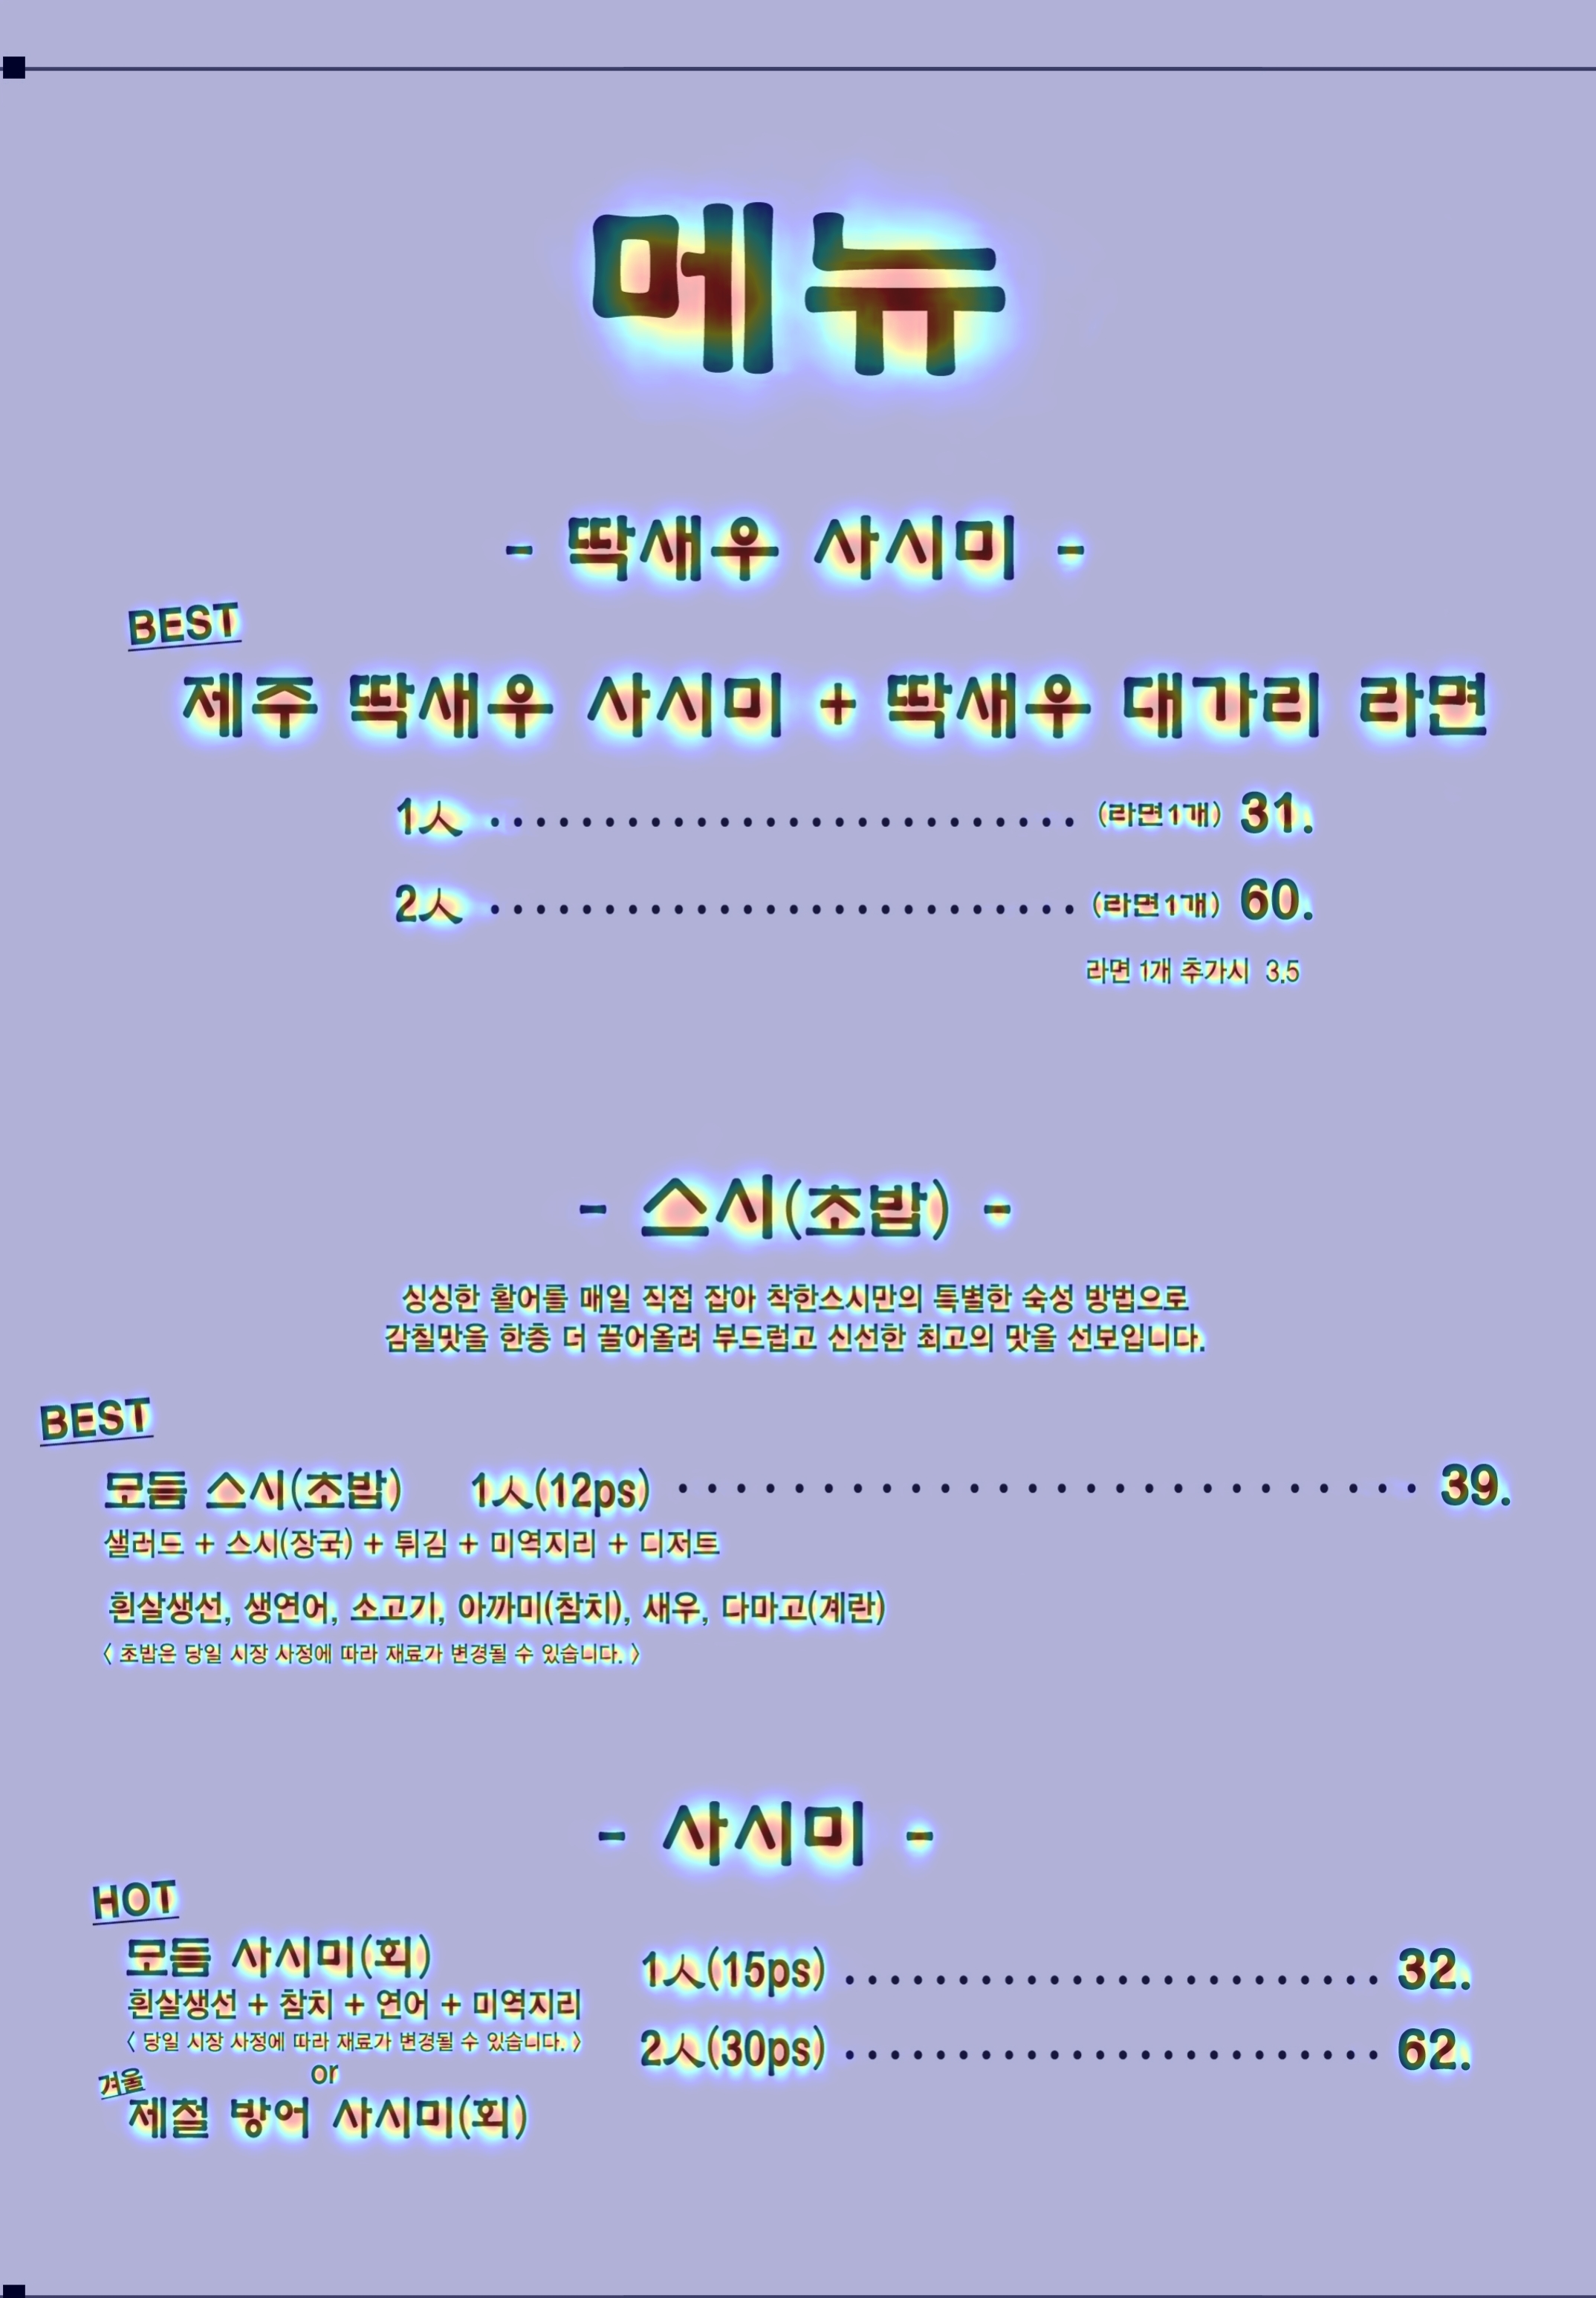 메뉴
- 딱새우 사시미 -
BEST
제주 딱새우 사시미 + 딱새우 대가리 라면
1人 (라면1개) 31.
2人 (라면1개) 60.
라면 1개 추가시 3.5
- 스시(초밥) -
싱싱한 활어를 매일 직접 잡아 착한스시만의 특별한 숙성 방법으로
감칠맛을 한층 더 끌어올려 부드럽고 신선한 최고의 맛을 선보입니다.
BEST
모듬 스시(초밥) 1人(12ps) 39.
샐러드 + 스시(장국) + 튀김 + 미역지리 + 디저트
흰살생선, 생연어, 소고기, 아까미(참치), 새우, 다마고(계란)
〈 초밥은 당일 시장 사정에 따라 재료가 변경될 수 있습니다. 〉
- 사시미 -
HOT
모듬 사시미(회)
흰살생선 + 참치 + 연어 + 미역지리
〈 당일 시장 사정에 따라 재료가 변경될 수 있습니다. 〉
or
겨울
제철 방어 사시미(회)
1人(15ps) 32.
2人(30ps) 62.